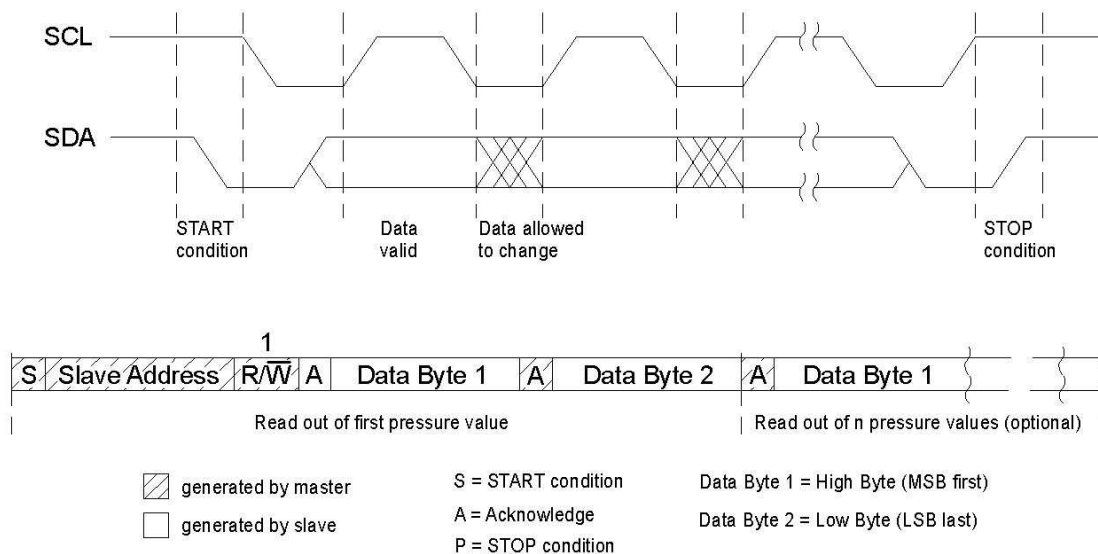 SCL
SDA
START
condition
Data
valid
Data allowed
to change
STOP
condition
1
S Slave Address R/W̅ A Data Byte 1 A Data Byte 2 A Data Byte 1
Read out of first pressure value
Read out of n pressure values (optional)
generated by master
generated by slave
S = START condition
A = Acknowledge
P = STOP condition
Data Byte 1 = High Byte (MSB first)
Data Byte 2 = Low Byte (LSB last)